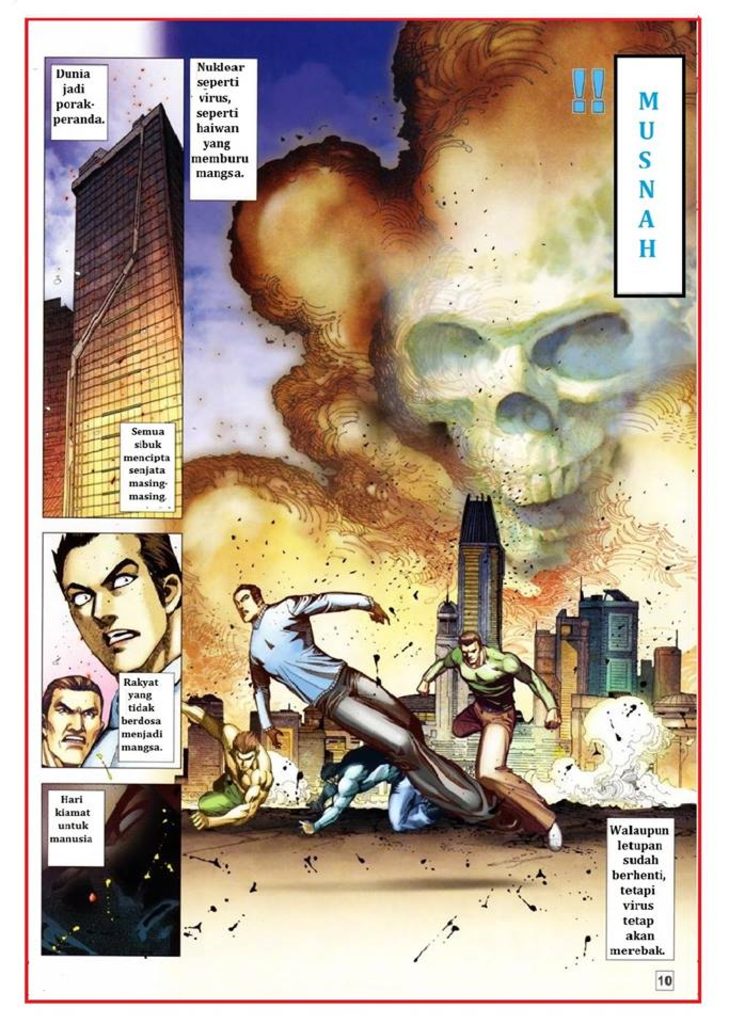 Dunia
jadi
porak-
peranda.
Nuklear
seperti
virus,
seperti
haiwan
yang
memburu
mangsa.
!!
M
U
S
N
A
H
Semua
sibuk
mencipta
senjata
masing-
masing.
Rakyat
yang
tidak
berdosa
menjadi
mangsa.
Hari
kiamat
untuk
manusia
Walaupun
letupan
sudah
berhenti,
tetapi
virus
tetap
akan
merebak.
10